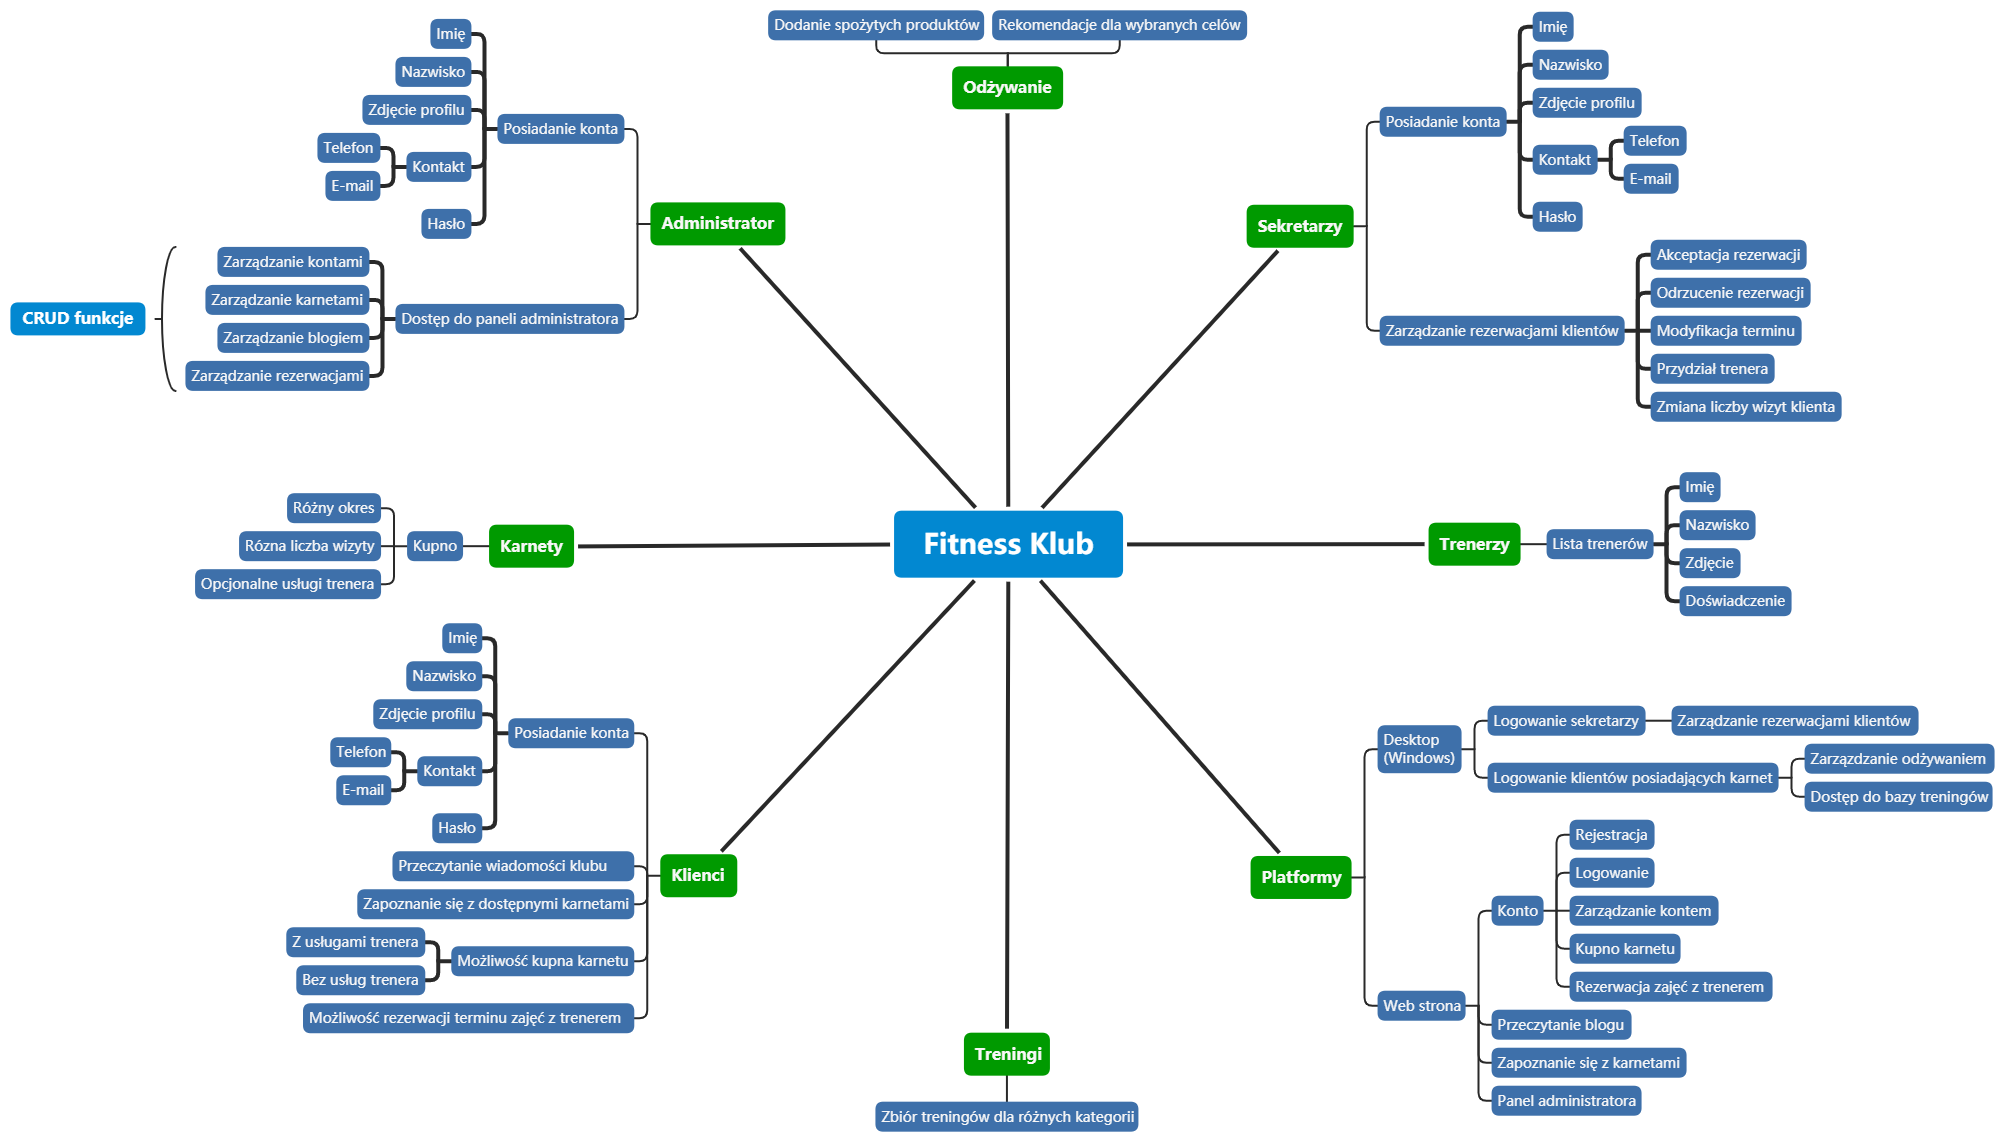 Dodanie spożytych produktów
Rekomendacje dla wybranych celów
Odżywanie
Imię
Nazwisko
Zdjęcie profilu
Telefon
E-mail
Kontakt
Hasło
Posiadanie konta
Administrator
Zarządzanie kontami
Zarządzanie karnetami
Zarządzanie blogiem
Zarządzanie rezerwacjami
Dostęp do paneli administratora
CRUD funkcje
Sekretarzy
Posiadanie konta
Imię
Nazwisko
Zdjęcie profilu
Kontakt
Telefon
E-mail
Hasło
Zarządzanie rezerwacjami klientów
Akceptacja rezerwacji
Odrzucenie rezerwacji
Modyfikacja terminu
Przydział trenera
Zmiana liczby wizyt klienta
Różny okres
Rózna liczba wizyty
Opcjonalne usługi trenera
Kupno
Karnety
Fitness Klub
Trenerzy
Lista trenerów
Imię
Nazwisko
Zdjęcie
Doświadczenie
Imię
Nazwisko
Zdjęcie profilu
Telefon
E-mail
Kontakt
Hasło
Posiadanie konta
Przeczytanie wiadomości klubu
Zapoznanie się z dostępnymi karnetami
Z usługami trenera
Bez usług trenera
Możliwość kupna karnetu
Możliwość rezerwacji terminu zajęć z trenerem
Klienci
Treningi
Zbiór treningów dla różnych kategorii
Platformy
Desktop
(Windows)
Logowanie sekretarzy
Zarządzanie rezerwacjami klientów
Logowanie klientów posiadających karnet
Zarzązdzanie odżywaniem
Dostęp do bazy treningów
Web strona
Konto
Rejestracja
Logowanie
Zarządzanie kontem
Kupno karnetu
Rezerwacja zajęć z trenerem
Przeczytanie blogu
Zapoznanie się z karnetami
Panel administratora